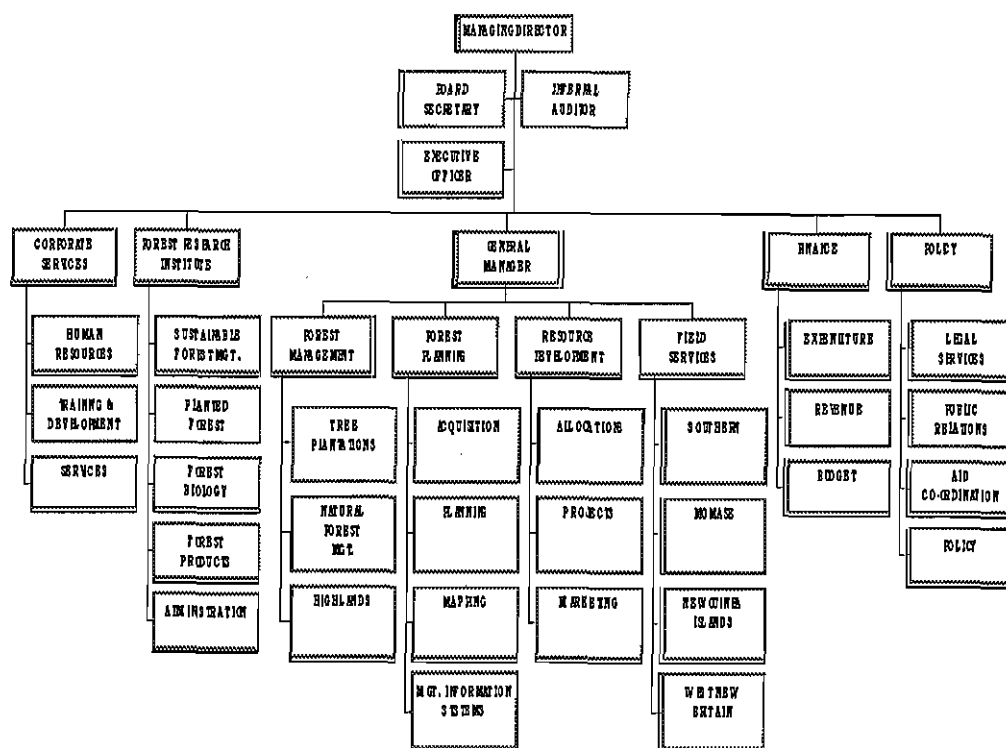 MANAGING DIRECTOR
BOARD
SECRETARY
INTERNAL
AUDITOR
EXECUTIVE
OFFICER
CORPORATE
SERVICES
FOREST RESEARCH
INSTITUTE
GENERAL
MANAGER
FINANCE
POLICY
HUMAN
RESOURCES
TRAINING &
DEVELOPMENT
SERVICES
SUSTAINABLE
FOREST MGT.
PLANTED
FOREST
FOREST
BIOLOGY
FOREST
PRODUCTS
ADMINISTRATION
FOREST
MANAGEMENT
TREE
PLANTATIONS
NATURAL
FOREST
MGT.
HIGHLANDS
FOREST
PLANNING
ACQUISITION
PLANNING
MAPPING
MGT. INFORMATION
SYSTEMS
RESOURCE
DEVELOPMENT
ALLOCATIONS
PROJECTS
MARKETING
FIELD
SERVICES
SOUTHERN
MOMASE
NEW GUINEA
ISLANDS
WEST NEW
BRITAIN
EXPENDITURE
REVENUE
BUDGET
LEGAL
SERVICES
PUBLIC
RELATIONS
AID
CO-ORDINATION
POLICY